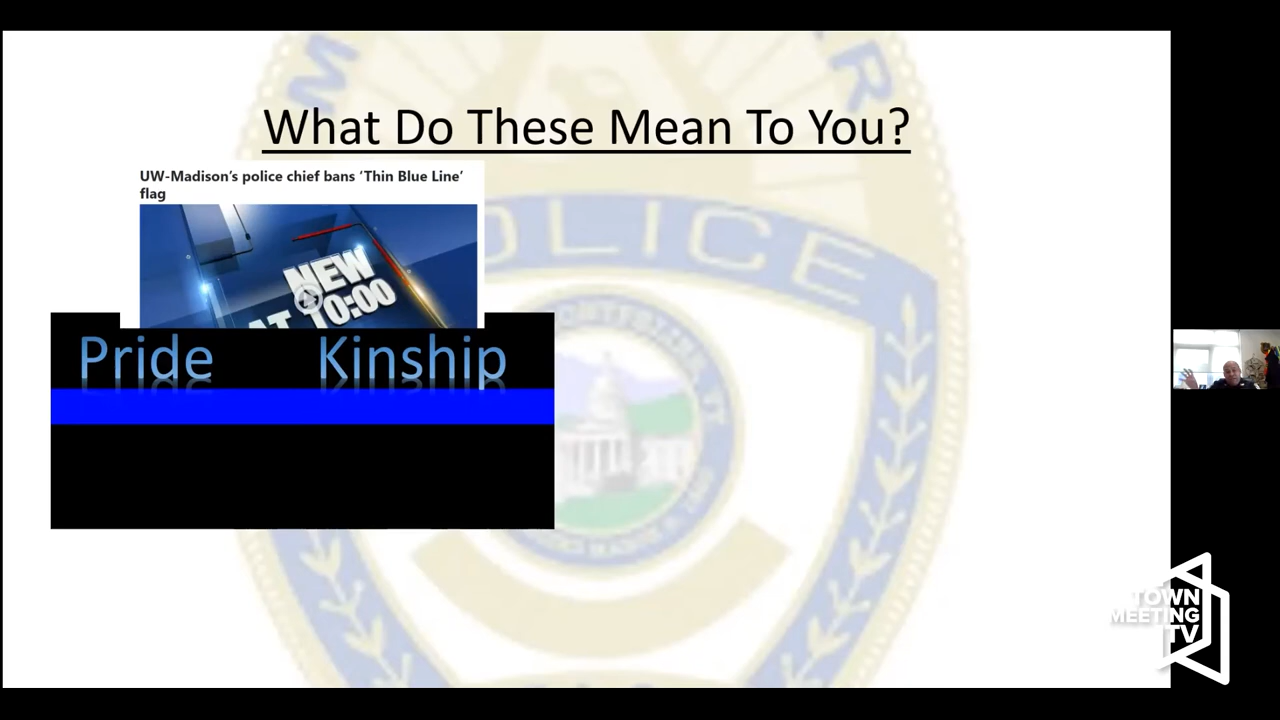 What Do These Mean To You?
UW-Madison's police chief bans 'Thin Blue Line'
flag
NEW
AT 10:00
Pride Kinship
POLICE
TOWN
MEETING
TV